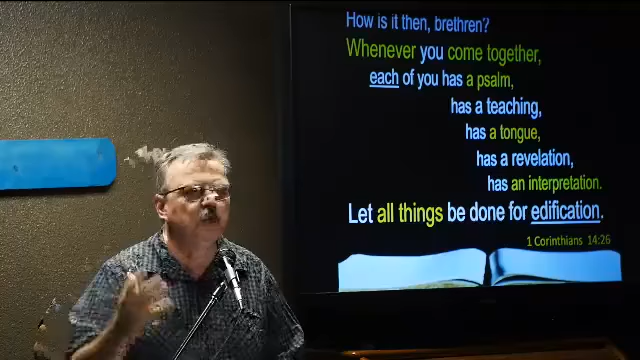 How is it then, brethren?
Whenever you come together,
each of you has a psalm,
has a teaching,
has a tongue,
has a revelation,
has an interpretation.
Let all things be done for edification.
1 Corinthians 14:26